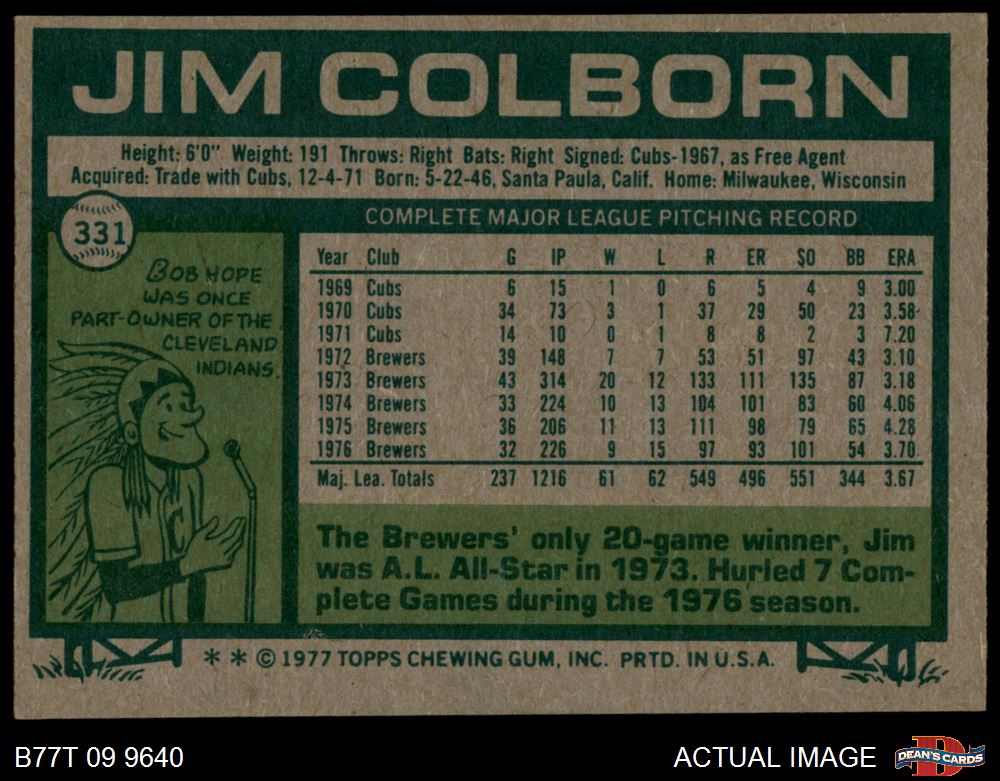 JIM COLBORN
Height: 6'0" Weight: 191 Throws: Right Bats: Right Signed: Cubs-1967, as Free Agent
Acquired: Trade with Cubs, 12-4-71 Born: 5-22-46, Santa Paula, Calif. Home: Milwaukee, Wisconsin
331
BOB HOPE
WAS ONCE
PART-OWNER OF THE
CLEVELAND
INDIANS.
C
COMPLETE MAJOR LEAGUE PITCHING RECORD
Year Club G IP W L R ER SO BB ERA
1969 Cubs 6 15 1 0 6 5 4 9 3.00
1970 Cubs 34 73 3 1 37 29 50 23 3.58
1971 Cubs 14 10 0 1 8 8 2 3 7.20
1972 Brewers 39 148 7 7 53 51 97 43 3.10
1973 Brewers 43 314 20 12 133 111 135 87 3.18
1974 Brewers 33 224 10 13 104 101 83 60 4.06
1975 Brewers 36 206 11 13 111 98 79 65 4.28
1976 Brewers 32 226 9 15 97 93 101 54 3.70
Maj. Lea. Totals 237 1216 61 62 549 496 551 344 3.67
The Brewers' only 20-game winner, Jim
was A.L. All-Star in 1973. Hurled 7 Com-
plete Games during the 1976 season.
* * © 1977 TOPPS CHEWING GUM, INC. PRTD. IN U.S.A.
B77T 09 9640
ACTUAL IMAGE
D
DEAN'S CARDS